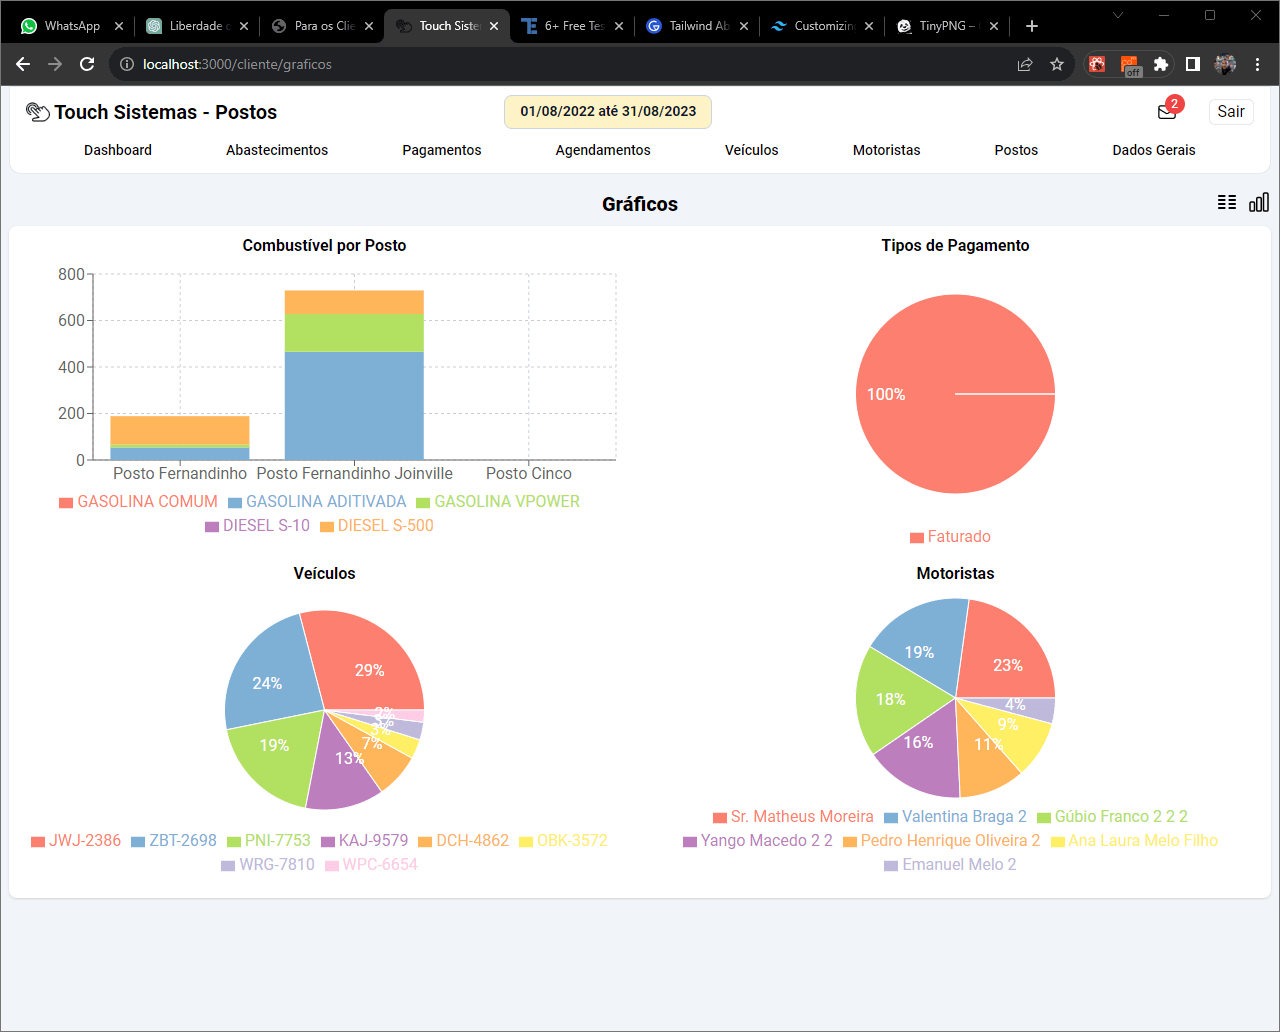 WhatsApp
Liberdade c
Para os Clie
Touch Siste
6+ Free Tes
Tailwind Ab
Customizin
TinyPNG –
localhost:3000/cliente/graficos
off
Touch Sistemas - Postos
01/08/2022 até 31/08/2023
2
Sair
Dashboard
Abastecimentos
Pagamentos
Agendamentos
Veículos
Motoristas
Postos
Dados Gerais
Gráficos
Combustível por Posto
800
600
400
200
0
Posto Fernandinho
Posto Fernandinho Joinville
Posto Cinco
GASOLINA COMUM
GASOLINA ADITIVADA
GASOLINA VPOWER
DIESEL S-10
DIESEL S-500
Tipos de Pagamento
100%
Faturado
Veículos
29%
24%
19%
13%
7%
3%
3%
2%
JWJ-2386
ZBT-2698
PNI-7753
KAJ-9579
DCH-4862
OBK-3572
WRG-7810
WPC-6654
Motoristas
23%
19%
18%
16%
11%
9%
4%
Sr. Matheus Moreira
Valentina Braga 2
Gúbio Franco 2 2 2
Yango Macedo 2 2
Pedro Henrique Oliveira 2
Ana Laura Melo Filho
Emanuel Melo 2